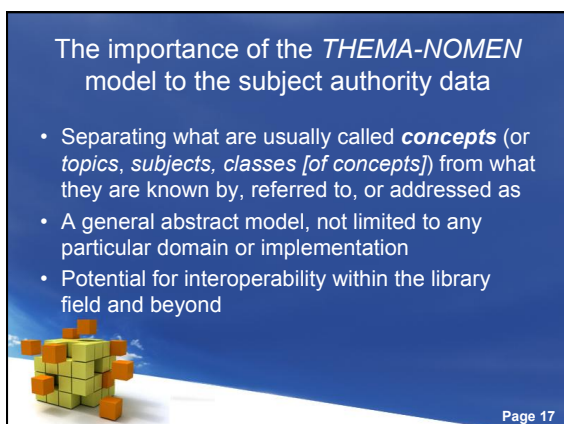 The importance of the THEMA-NOMEN
model to the subject authority data
• Separating what are usually called concepts (or
topics, subjects, classes [of concepts]) from what
they are known by, referred to, or addressed as
• A general abstract model, not limited to any
particular domain or implementation
• Potential for interoperability within the library
field and beyond
Page 17